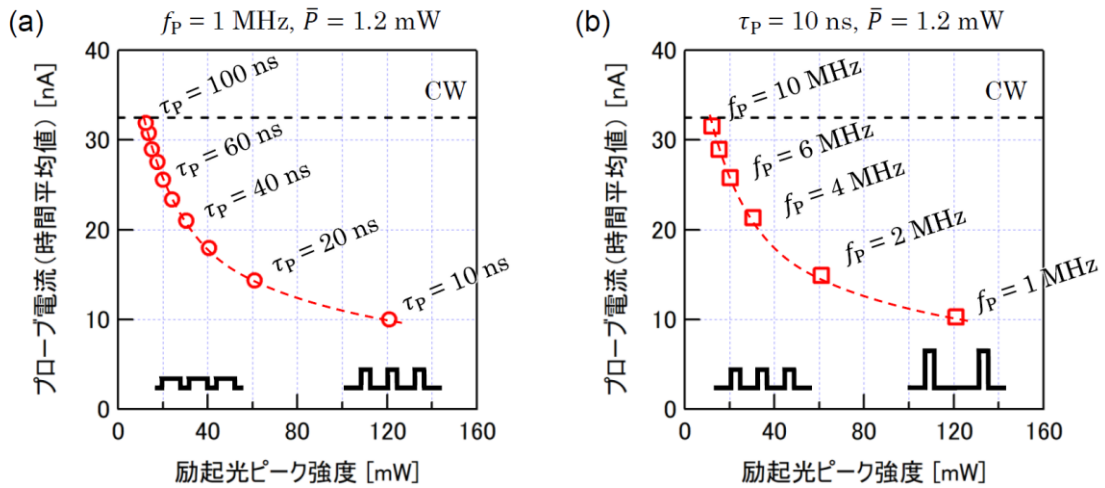 (a)
f_P = 1 MHz, P̄ = 1.2 mW
プローブ電流(時間平均値) [nA]
40
30
20
10
0
CW
τ_P = 100 ns
τ_P = 60 ns
τ_P = 40 ns
τ_P = 20 ns
τ_P = 10 ns
0 40 80 120 160
励起光ピーク強度 [mW]
(b)
τ_P = 10 ns, P̄ = 1.2 mW
プローブ電流(時間平均値) [nA]
40
30
20
10
0
CW
f_P = 10 MHz
f_P = 6 MHz
f_P = 4 MHz
f_P = 2 MHz
f_P = 1 MHz
0 40 80 120 160
励起光ピーク強度 [mW]